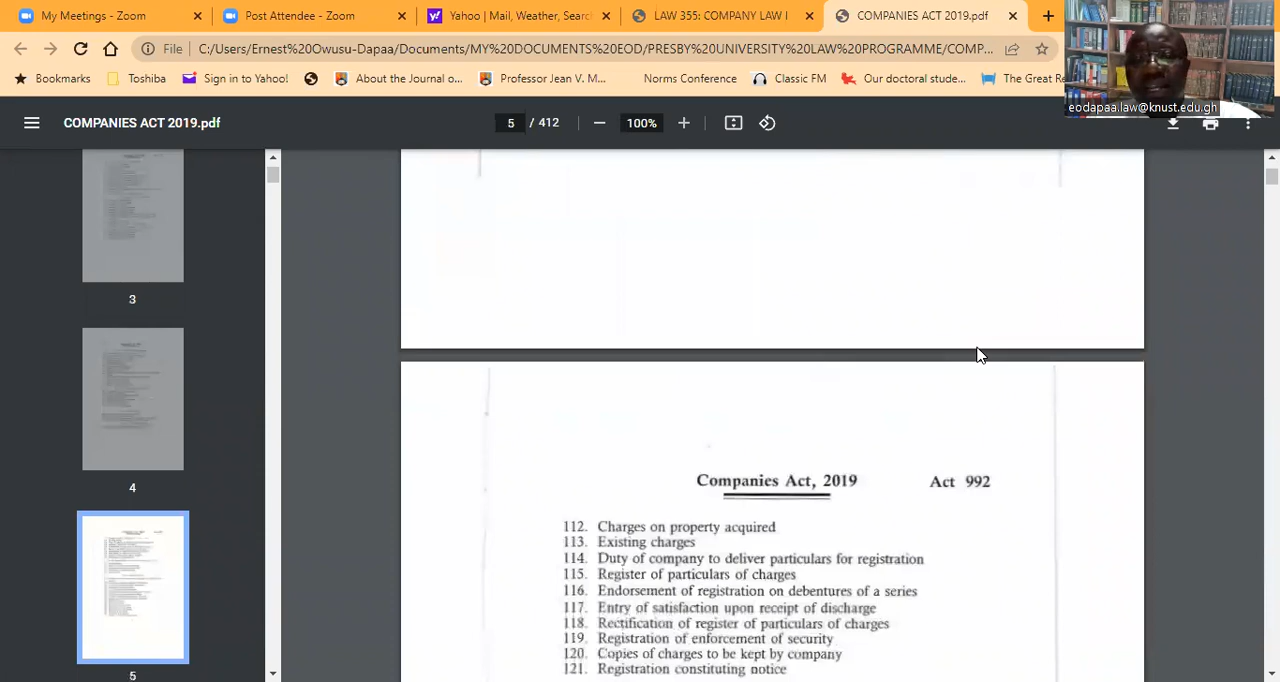 My Meetings - Zoom
Post Attendee - Zoom
Yahoo | Mail, Weather, Searc
LAW 355: COMPANY LAW I
COMPANIES ACT 2019.pdf
File
C:/Users/Ernest%20Owusu-Dapaa/Documents/MY%20DOCUMENTS%20EOD/PRESBY%20UNIVERSITY%20LAW%20PROGRAMME/COMP...
Bookmarks
Toshiba
Sign in to Yahoo!
About the Journal o...
Professor Jean V. M...
Norms Conference
Classic FM
Our doctoral stude...
The Great Re
eodapaa.law@knust.edu.gh
COMPANIES ACT 2019.pdf
5 / 412
100%
3
4
5
Companies Act, 2019
Act 992
112. Charges on property acquired
113. Existing charges
114. Duty of company to deliver particulars for registration
115. Register of particulars of charges
116. Endorsement of registration on debentures of a series
117. Entry of satisfaction upon receipt of discharge
118. Rectification of register of particulars of charges
119. Registration of enforcement of security
120. Copies of charges to be kept by company
121. Registration constituting notice